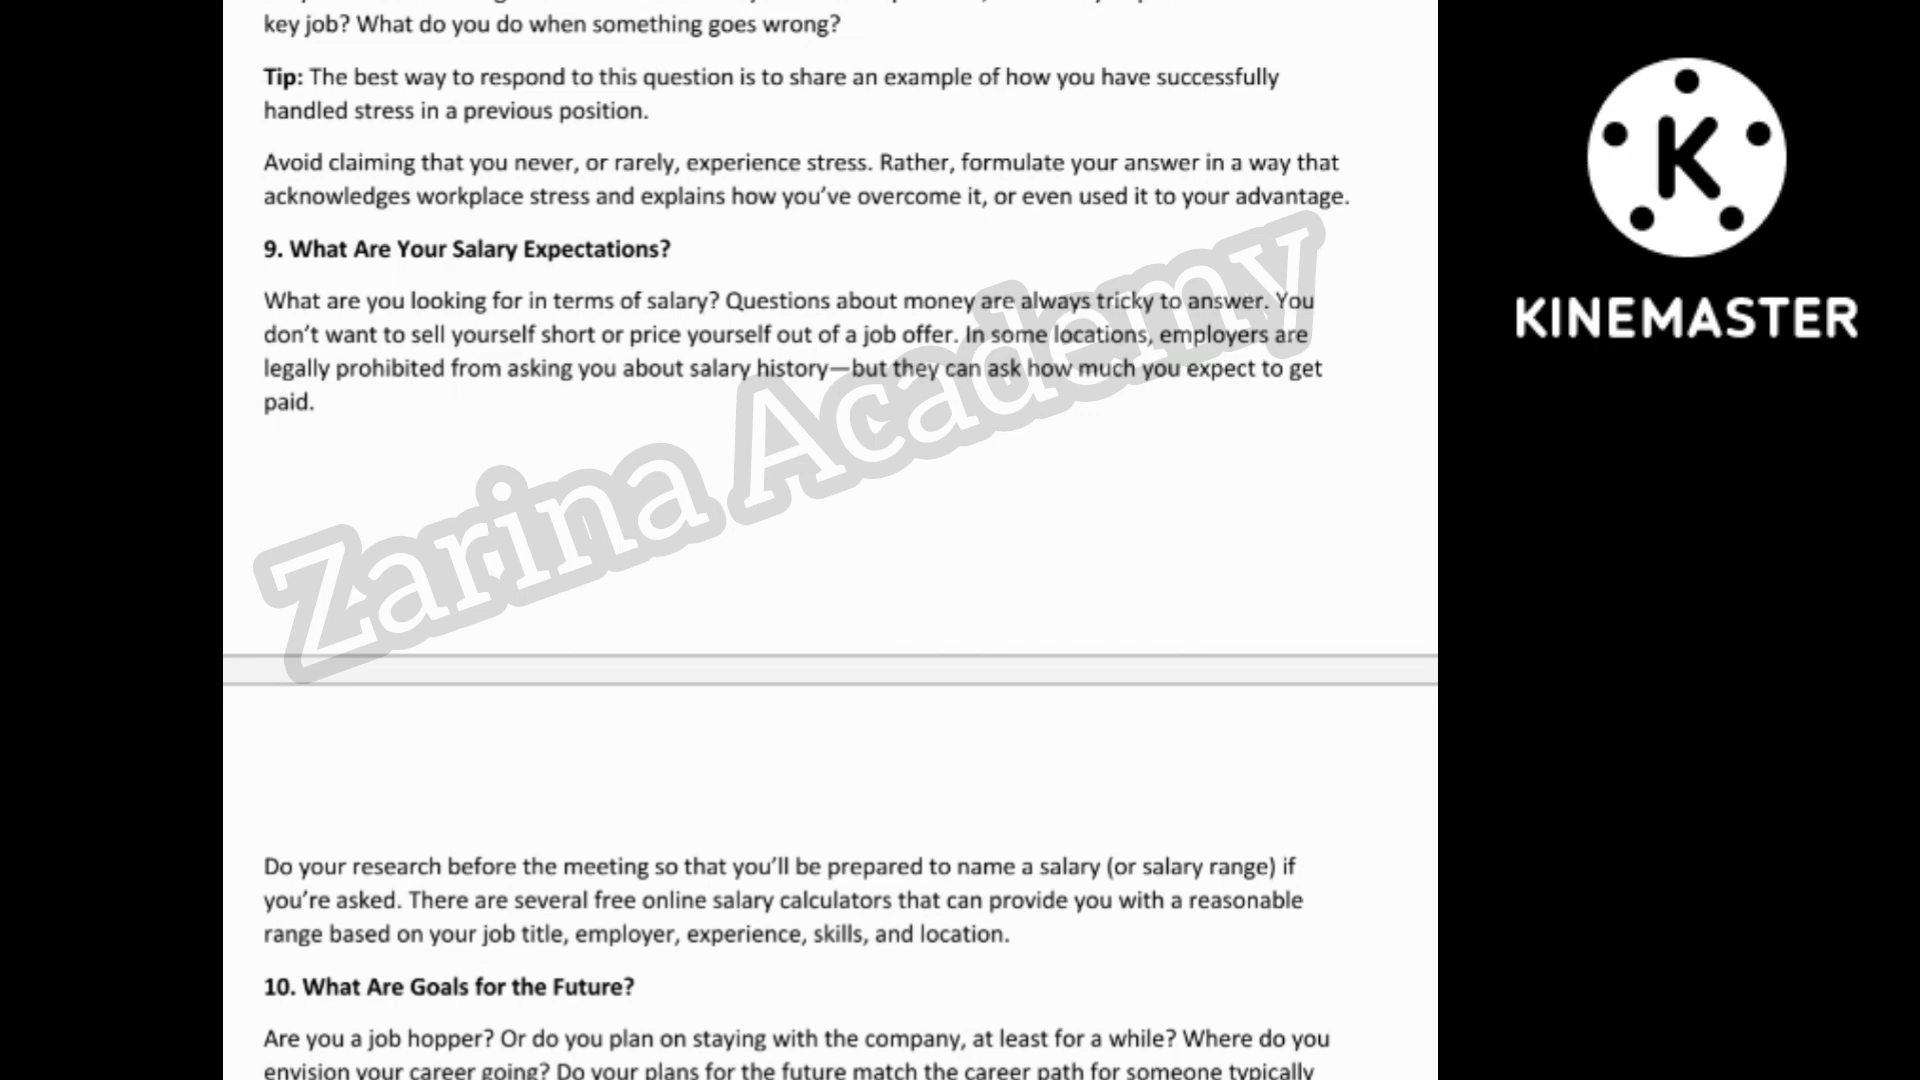 key job? What do you do when something goes wrong?
Tip: The best way to respond to this question is to share an example of how you have successfully
handled stress in a previous position.
Avoid claiming that you never, or rarely, experience stress. Rather, formulate your answer in a way that
acknowledges workplace stress and explains how you’ve overcome it, or even used it to your advantage.
9. What Are Your Salary Expectations?
What are you looking for in terms of salary? Questions about money are always tricky to answer. You
don’t want to sell yourself short or price yourself out of a job offer. In some locations, employers are
legally prohibited from asking you about salary history—but they can ask how much you expect to get
paid.
Zarina Academy
Do your research before the meeting so that you’ll be prepared to name a salary (or salary range) if
you’re asked. There are several free online salary calculators that can provide you with a reasonable
range based on your job title, employer, experience, skills, and location.
10. What Are Goals for the Future?
Are you a job hopper? Or do you plan on staying with the company, at least for a while? Where do you
envision your career going? Do your plans for the future match the career path for someone typically
K
KINEMASTER